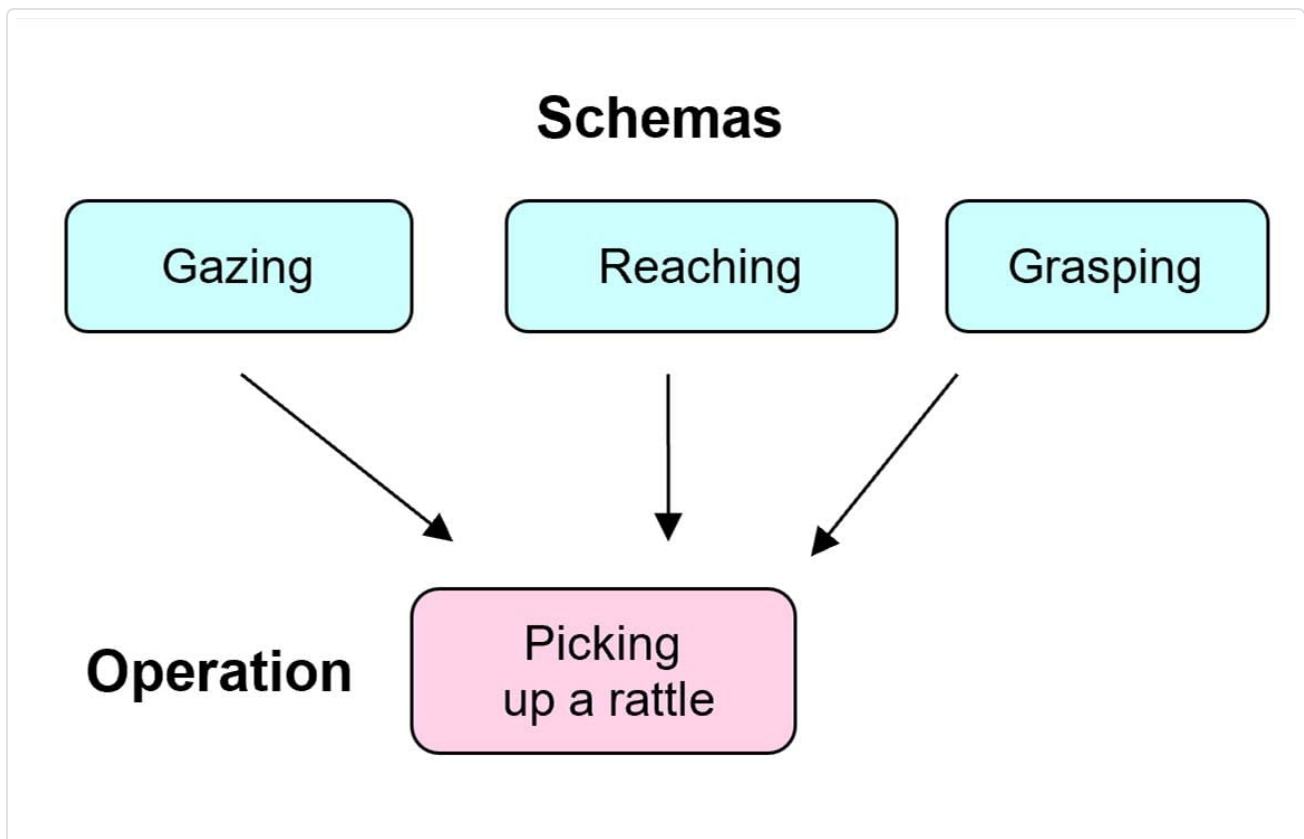 Schemas
Gazing
Reaching
Grasping
Operation
Picking
up a rattle